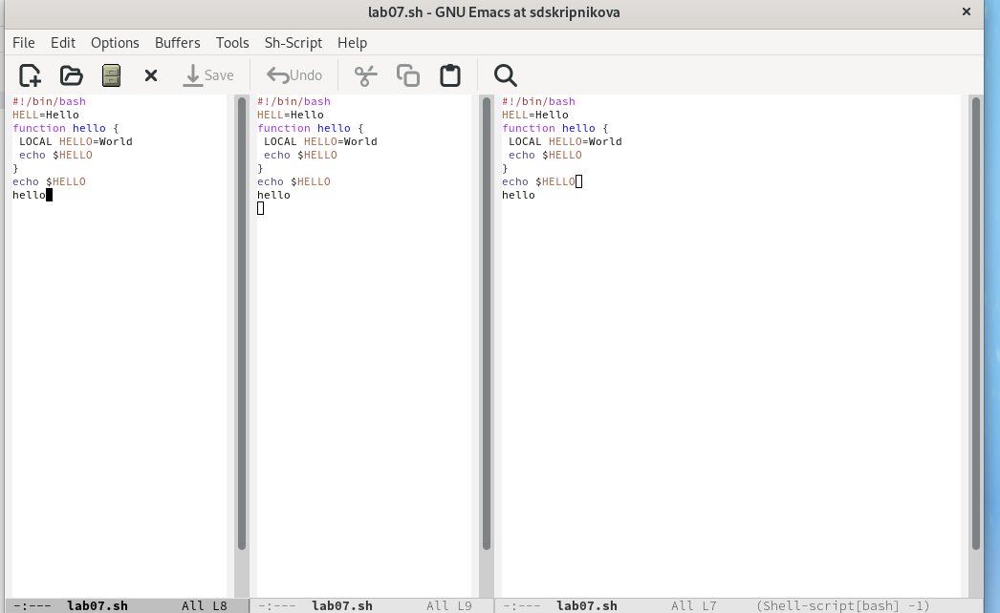 lab07.sh - GNU Emacs at sdskripnikova
File Edit Options Buffers Tools Sh-Script Help
Save Undo
#!/bin/bash
HELL=Hello
function hello {
 LOCAL HELLO=World
 echo $HELLO
}
echo $HELLO
hello
#!/bin/bash
HELL=Hello
function hello {
 LOCAL HELLO=World
 echo $HELLO
}
echo $HELLO
hello
#!/bin/bash
HELL=Hello
function hello {
 LOCAL HELLO=World
 echo $HELLO
}
echo $HELLO
hello
-:--- lab07.sh All L8
-:--- lab07.sh All L9
-:--- lab07.sh All L7 (Shell-script[bash] -1)